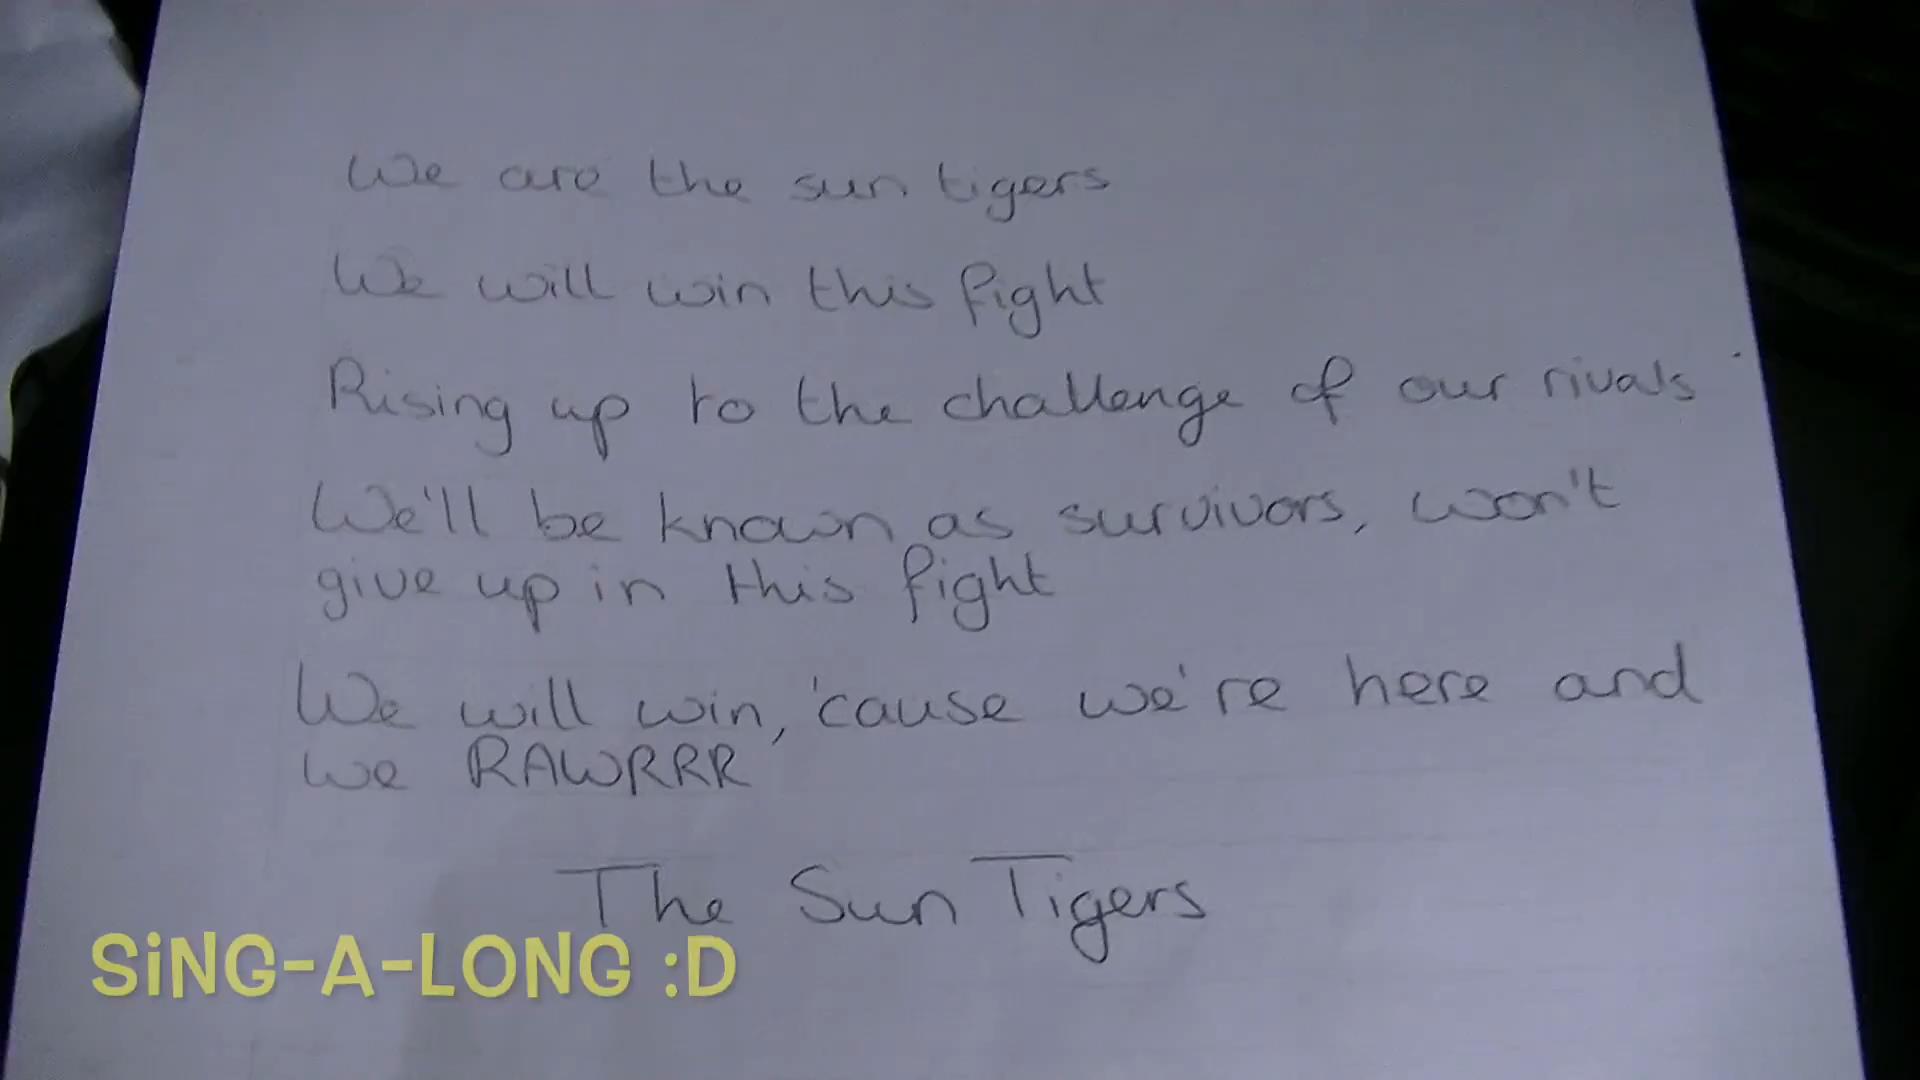 We are the sun tigers
We will win this fight
Rising up to the challenge of our rivals
We'll be known as survivors, won't
give up in this fight
We will win, 'cause we're here and
we RAWRRR
The Sun Tigers
SiNG-A-LONG :D